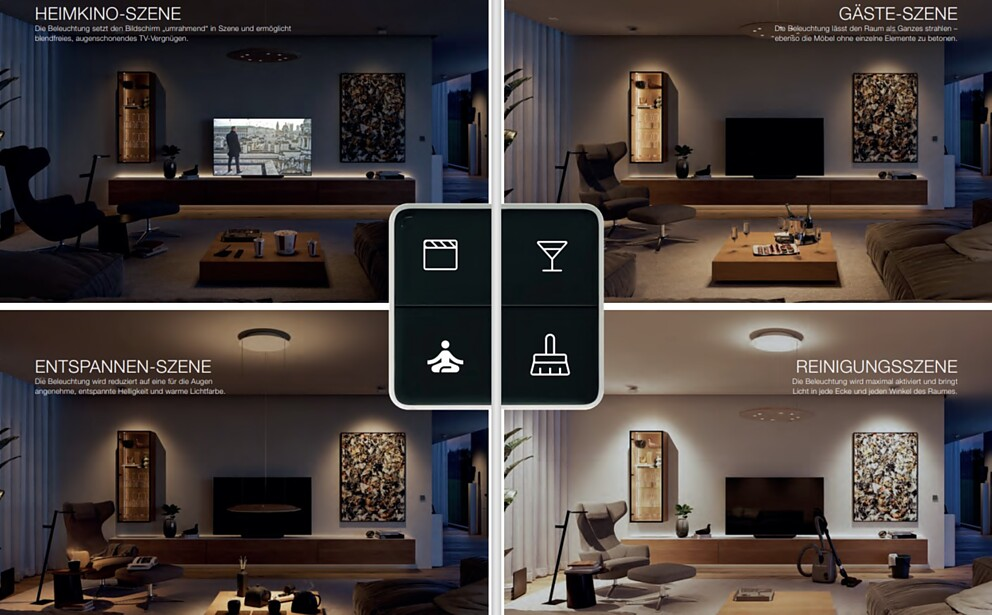 HEIMKINO-SZENE
Die Beleuchtung setzt den Bildschirm „umrahmend" in Szene und ermöglicht
blendfreies, augenschonendes TV-Vergnügen.
GÄSTE-SZENE
Die Beleuchtung lässt den Raum als Ganzes strahlen –
ebenso die Möbel ohne einzelne Elemente zu betonen.
ENTSPANNEN-SZENE
Die Beleuchtung wird reduziert auf eine für die Augen
angenehme, entspannte Helligkeit und warme Lichtfarbe.
REINIGUNGSSZENE
Die Beleuchtung wird maximal aktiviert und bringt
Licht in jede Ecke und jeden Winkel des Raumes.